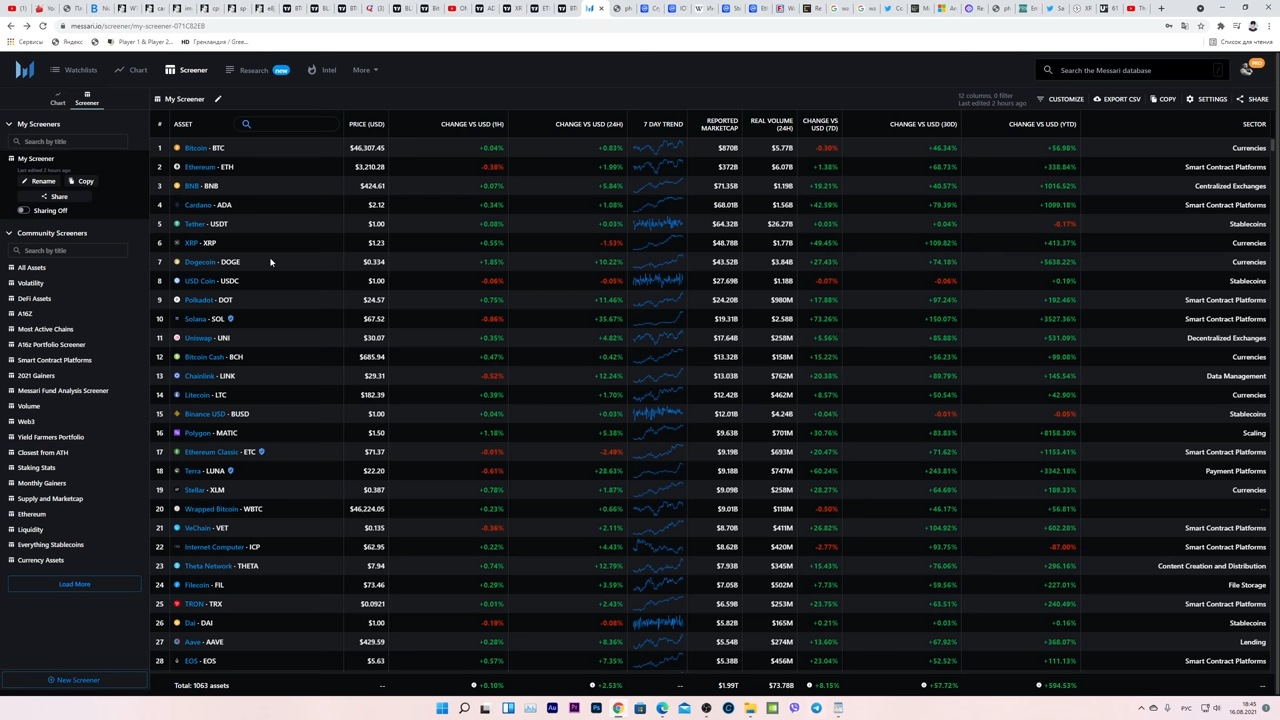 messari.io/screener/my-screener-071C82EB
Сервисы Яндекс Player 1 & Player 2... HD Гренландия / Gree... Список для чтения
Watchlists Chart Screener Research new Intel More Search the Messari database / PRO
Chart Screener My Screener 12 columns, 0 filter
Last edited 2 hours ago
CUSTOMIZE EXPORT CSV COPY SETTINGS SHARE
My Screeners
Search by title
My Screener
Last edited 2 hours ago
Rename Copy
Share
Sharing Off
Community Screeners
Search by title
All Assets
Volatility
DeFi Assets
A16Z
Most Active Chains
A16z Portfolio Screener
Smart Contract Platforms
2021 Gainers
Messari Fund Analysis Screener
Volume
Web3
Yield Farmers Portfolio
Closest from ATH
Staking Stats
Monthly Gainers
Supply and Marketcap
Ethereum
Liquidity
Everything Stablecoins
Currency Assets
Load More
New Screener
# ASSET PRICE (USD) CHANGE VS USD (1H) CHANGE VS USD (24H) 7 DAY TREND REPORTED MARKETCAP REAL VOLUME (24H) CHANGE VS USD (7D) CHANGE VS USD (30D) CHANGE VS USD (YTD) SECTOR
1 Bitcoin · BTC $46,307.45 +0.04% +0.83% $870B $5.77B -0.30% +46.34% +56.98% Currencies
2 Ethereum · ETH $3,210.28 -0.38% +1.99% $372B $6.07B +1.38% +68.73% +338.84% Smart Contract Platforms
3 BNB · BNB $424.61 +0.07% +5.84% $71.35B $1.19B +19.21% +40.57% +1016.52% Centralized Exchanges
4 Cardano · ADA $2.12 +0.34% +1.08% $68.01B $1.56B +42.59% +79.39% +1099.18% Smart Contract Platforms
5 Tether · USDT $1.00 +0.08% +0.03% $64.32B $26.27B +0.03% +0.04% -0.17% Stablecoins
6 XRP · XRP $1.23 +0.55% -1.53% $48.78B $1.77B +49.45% +109.82% +413.37% Currencies
7 Dogecoin · DOGE $0.334 +1.85% +10.22% $43.52B $3.84B +27.43% +74.18% +5638.22% Currencies
8 USD Coin · USDC $1.00 -0.06% -0.05% $27.69B $1.18B -0.07% -0.06% +0.19% Stablecoins
9 Polkadot · DOT $24.57 +0.75% +11.46% $24.20B $980M +17.88% +97.24% +192.46% Smart Contract Platforms
10 Solana · SOL $67.52 -0.86% +35.67% $19.31B $2.58B +73.26% +150.07% +3527.36% Smart Contract Platforms
11 Uniswap · UNI $30.07 +0.35% +4.82% $17.64B $258M +5.56% +85.88% +531.09% Decentralized Exchanges
12 Bitcoin Cash · BCH $685.94 +0.47% +0.42% $13.32B $158M +15.22% +56.23% +99.08% Currencies
13 Chainlink · LINK $29.31 -0.52% +12.24% $13.03B $762M +20.38% +89.79% +145.54% Data Management
14 Litecoin · LTC $182.39 +0.39% +1.70% $12.42B $462M +8.57% +50.54% +42.90% Currencies
15 Binance USD · BUSD $1.00 +0.04% +0.03% $12.01B $4.24B +0.04% -0.01% -0.05% Stablecoins
16 Polygon · MATIC $1.50 +1.18% +5.38% $9.63B $701M +30.76% +83.83% +8158.30% Scaling
17 Ethereum Classic · ETC $71.37 -0.01% -2.49% $9.19B $693M +20.47% +71.62% +1153.41% Smart Contract Platforms
18 Terra · LUNA $22.20 -0.61% +28.63% $9.18B $747M +60.24% +243.81% +3342.18% Payment Platforms
19 Stellar · XLM $0.387 +0.78% +1.87% $9.09B $258M +28.27% +64.69% +189.33% Currencies
20 Wrapped Bitcoin · WBTC $46,224.05 +0.23% +0.66% $9.01B $118M -0.50% +46.17% +56.81% --
21 VeChain · VET $0.135 -0.36% +2.11% $8.70B $411M +26.82% +104.92% +602.28% Smart Contract Platforms
22 Internet Computer · ICP $62.95 +0.22% +4.43% $8.62B $420M -2.77% +93.75% -87.00% Smart Contract Platforms
23 Theta Network · THETA $7.94 +0.74% +12.79% $7.93B $345M +15.43% +76.06% +296.16% Content Creation and Distribution
24 Filecoin · FIL $73.46 +0.29% +3.59% $7.05B $502M +7.73% +59.56% +227.01% File Storage
25 TRON · TRX $0.0921 +0.01% +2.43% $6.59B $253M +23.75% +63.51% +240.49% Smart Contract Platforms
26 Dai · DAI $1.00 -0.19% -0.08% $5.82B $165M +0.21% +0.03% +0.16% Stablecoins
27 Aave · AAVE $429.59 +0.28% +8.36% $5.54B $274M +13.60% +67.92% +368.07% Lending
28 EOS · EOS $5.63 +0.57% +7.35% $5.38B $456M +23.04% +52.52% +111.13% Smart Contract Platforms
Total: 1063 assets -- +0.10% +2.53% -- $1.99T $73.78B +8.15% +57.72% +594.53% --
РУС 18:45
16.08.2021